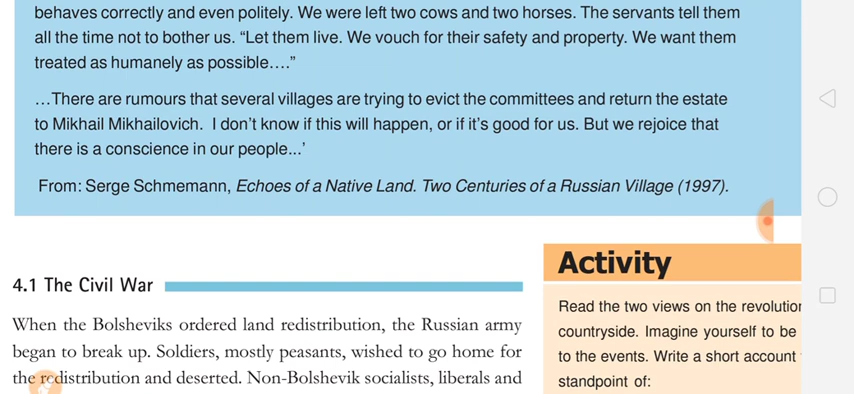 behaves correctly and even politely. We were left two cows and two horses. The servants tell them
all the time not to bother us. “Let them live. We vouch for their safety and property. We want them
treated as humanely as possible….”
…There are rumours that several villages are trying to evict the committees and return the estate
to Mikhail Mikhailovich. I don’t know if this will happen, or if it’s good for us. But we rejoice that
there is a conscience in our people...’
From: Serge Schmemann, Echoes of a Native Land. Two Centuries of a Russian Village (1997).
4.1 The Civil War
When the Bolsheviks ordered land redistribution, the Russian army
began to break up. Soldiers, mostly peasants, wished to go home for
the redistribution and deserted. Non-Bolshevik socialists, liberals and
Activity
Read the two views on the revolution
countryside. Imagine yourself to be
to the events. Write a short account
standpoint of: